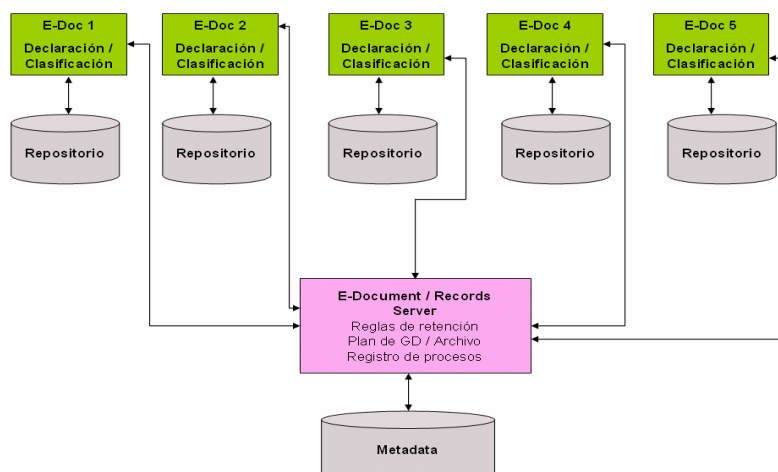 E-Doc 1
Declaración /
Clasificación
E-Doc 2
Declaración /
Clasificación
E-Doc 3
Declaración /
Clasificación
E-Doc 4
Declaración /
Clasificación
E-Doc 5
Declaración /
Clasificación
Repositorio
Repositorio
Repositorio
Repositorio
Repositorio
E-Document / Records
Server
Reglas de retención
Plan de GD / Archivo
Registro de procesos
Metadata